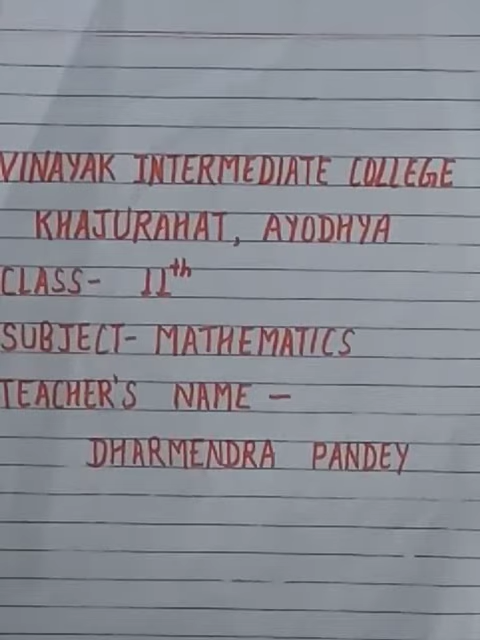 VINAYAK INTERMEDIATE COLLEGE
KHAJURAHAT, AYODHYA
CLASS- 11th
SUBJECT- MATHEMATICS
TEACHER'S NAME -
DHARMENDRA PANDEY